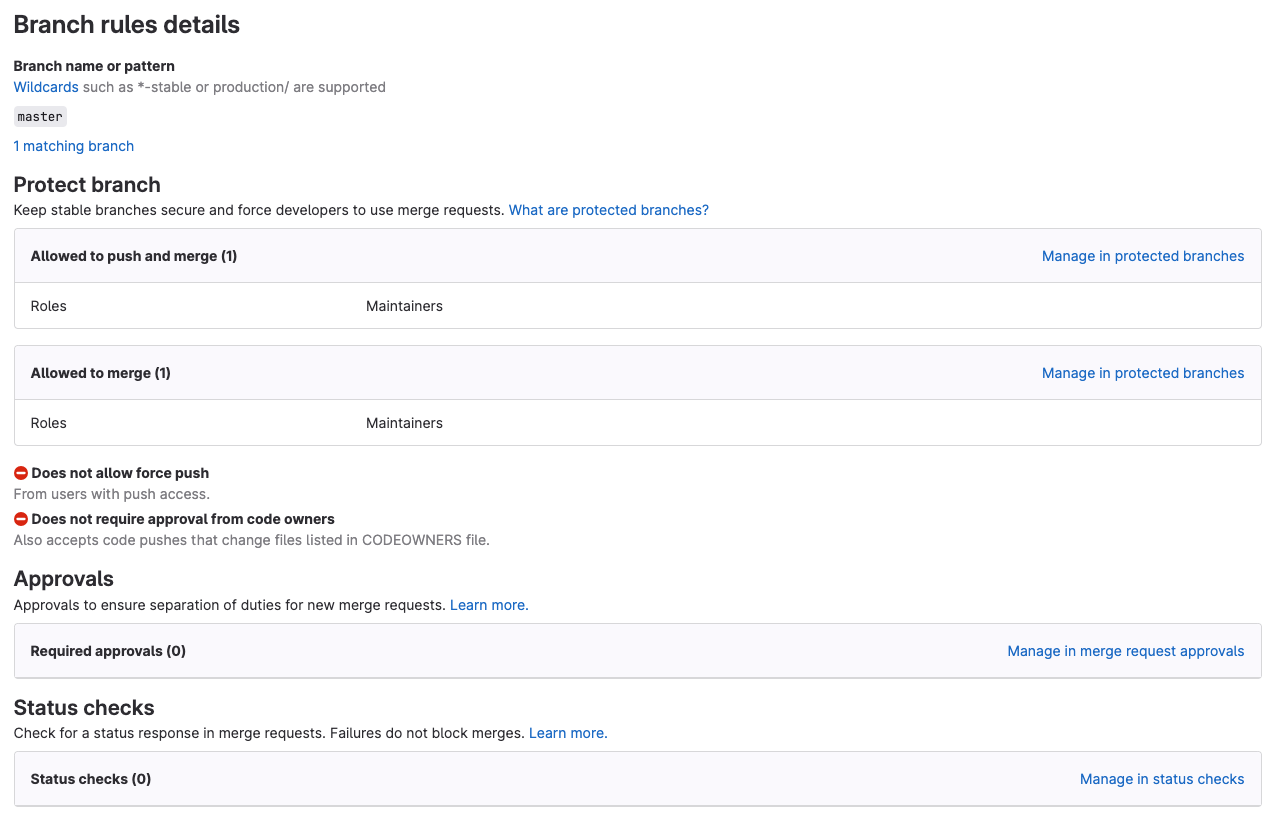 Branch rules details
Branch name or pattern
Wildcards such as *-stable or production/ are supported
master
1 matching branch
Protect branch
Keep stable branches secure and force developers to use merge requests. What are protected branches?
Allowed to push and merge (1) Manage in protected branches
Roles Maintainers
Allowed to merge (1) Manage in protected branches
Roles Maintainers
Does not allow force push
From users with push access.
Does not require approval from code owners
Also accepts code pushes that change files listed in CODEOWNERS file.
Approvals
Approvals to ensure separation of duties for new merge requests. Learn more.
Required approvals (0) Manage in merge request approvals
Status checks
Check for a status response in merge requests. Failures do not block merges. Learn more.
Status checks (0) Manage in status checks